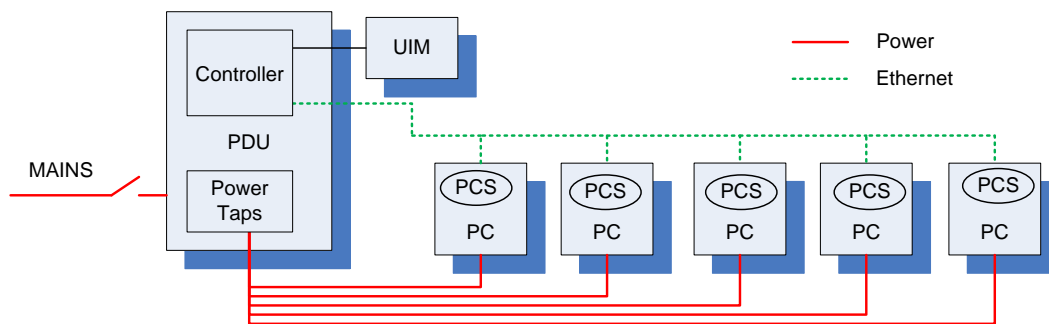 Controller
UIM
Power
Ethernet
PDU
MAINS
Power
Taps
PCS
PCS
PCS
PCS
PCS
PC
PC
PC
PC
PC